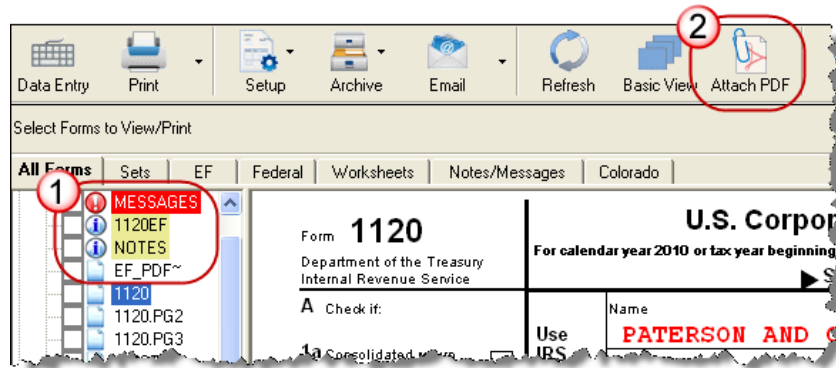 2
Data Entry Print Setup Archive Email Refresh Basic View Attach PDF
Select Forms to View/Print
All Forms Sets EF Federal Worksheets Notes/Messages Colorado
1
MESSAGES
1120EF
NOTES
EF_PDF~
1120
1120.PG2
1120.PG3
Form 1120
Department of the Treasury
Internal Revenue Service
U.S. Corpor
For calendar year 2010 or tax year beginning
A Check if:
1a Consolidated return
Use
IRS
Name
PATERSON AND